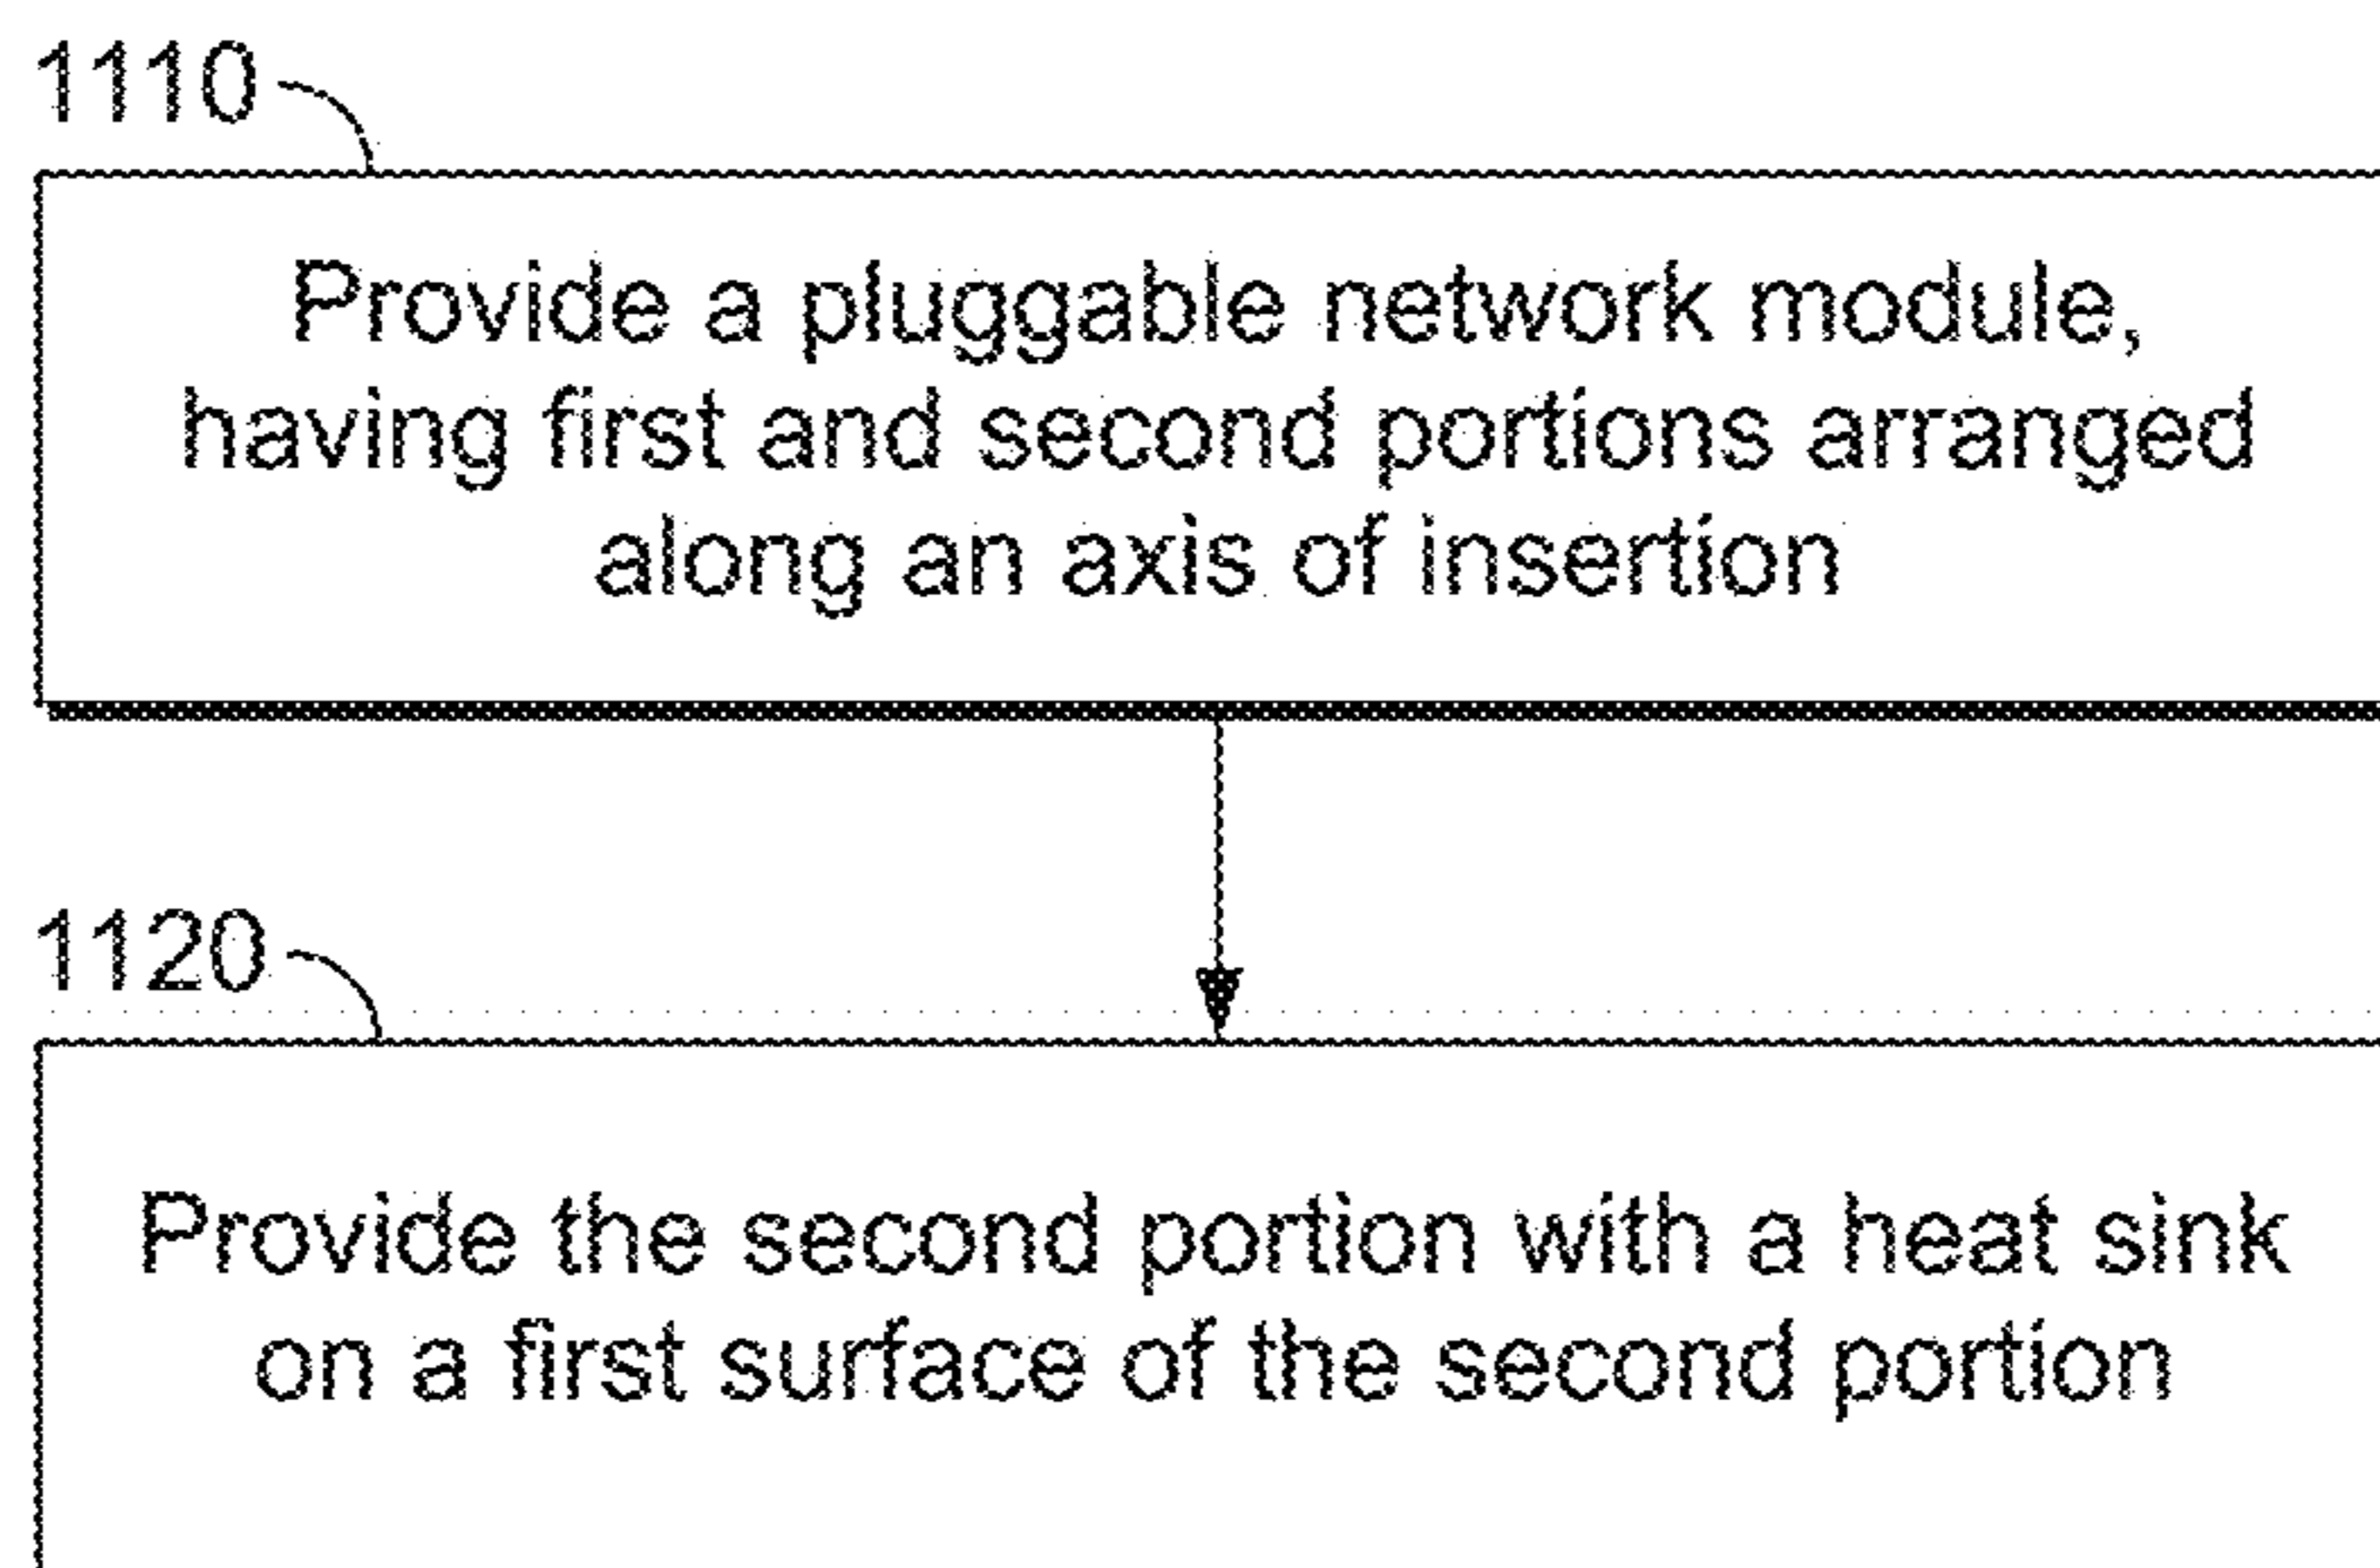 1110
Provide a pluggable network module,
having first and second portions arranged
along an axis of insertion
1120
Provide the second portion with a heat sink
on a first surface of the second portion